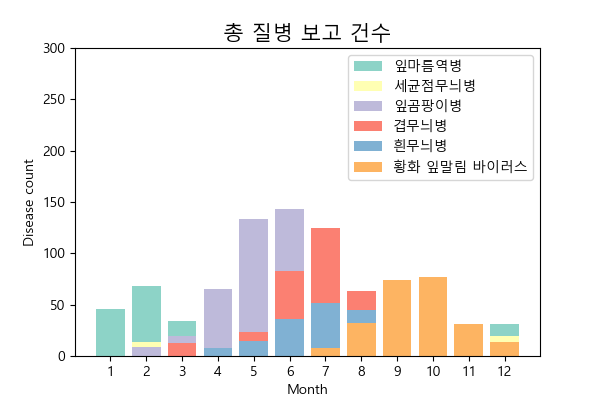 총 질병 보고 건수
300
250
200
150
100
50
0
Disease count
잎마름역병
세균점무늬병
잎곰팡이병
겹무늬병
흰무늬병
황화 잎말림 바이러스
1 2 3 4 5 6 7 8 9 10 11 12
Month